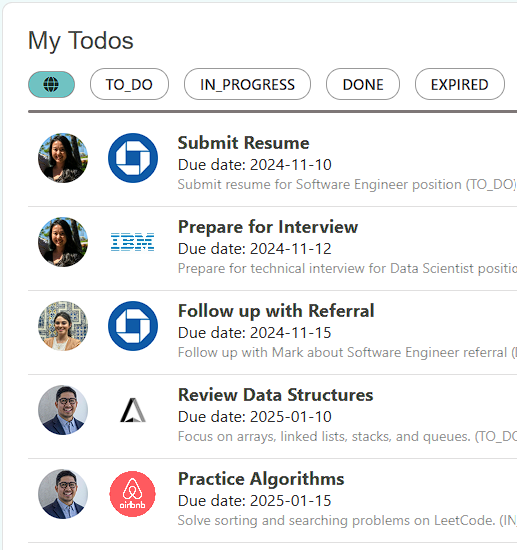 My Todos
TO_DO IN_PROGRESS DONE EXPIRED
Submit Resume
Due date: 2024-11-10
Submit resume for Software Engineer position (TO_DO)
IBM
Prepare for Interview
Due date: 2024-11-12
Prepare for technical interview for Data Scientist
Follow up with Referral
Due date: 2024-11-15
Follow up with Mark about Software Engineer referral
Review Data Structures
Due date: 2025-01-10
Focus on arrays, linked lists, stacks, and queues.
airbnb
Practice Algorithms
Due date: 2025-01-15
Solve sorting and searching problems on LeetCode.